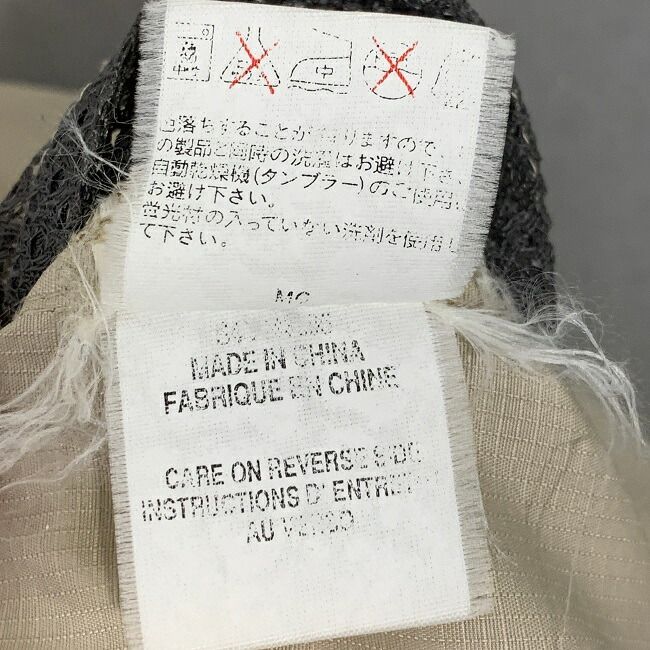 中
色落ちすることがありますので
の製品と同時の洗濯はお避け下さい。
自動乾燥機(タンブラー)のご使用は
お避け下さい。
蛍光材の入っていない洗剤を使用し
て下さい。
MC
MADE IN CHINA
FABRIQUE EN CHINE
CARE ON REVERSE SIDE
INSTRUCTIONS D' ENTRETIEN
AU VERSO